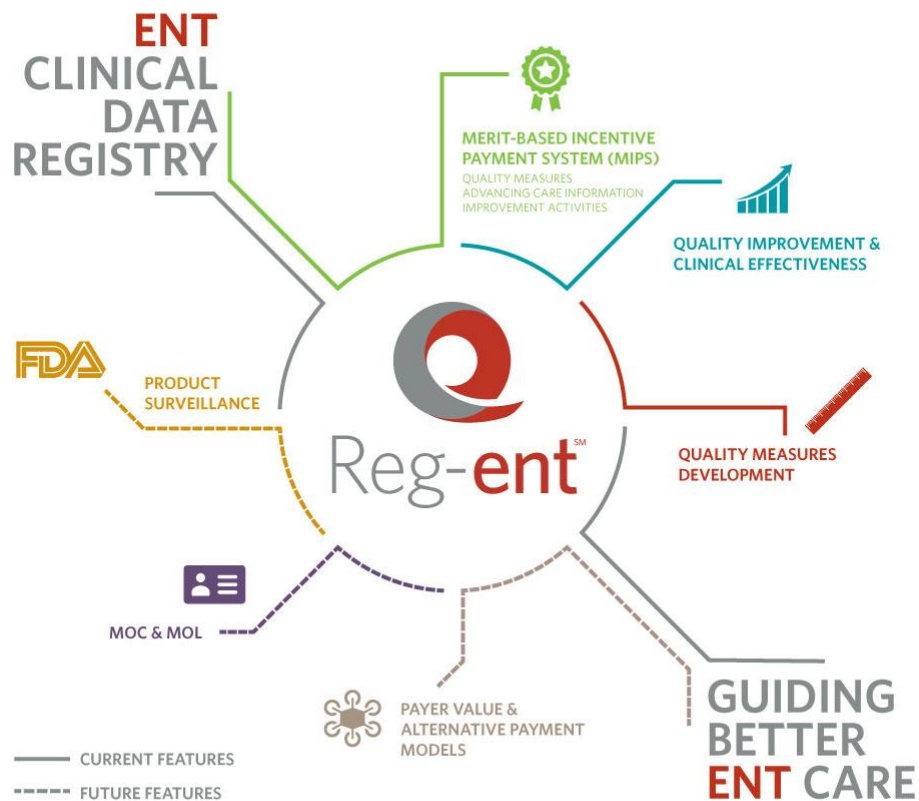 ENT
CLINICAL
DATA
REGISTRY
MERIT-BASED INCENTIVE
PAYMENT SYSTEM (MIPS)
QUALITY MEASURES
ADVANCING CARE INFORMATION
IMPROVEMENT ACTIVITIES
QUALITY IMPROVEMENT &
CLINICAL EFFECTIVENESS
FDA
PRODUCT
SURVEILLANCE
Reg-ent℠
QUALITY MEASURES
DEVELOPMENT
MOC & MOL
PAYER VALUE &
ALTERNATIVE PAYMENT
MODELS
GUIDING
BETTER
ENT CARE
CURRENT FEATURES
FUTURE FEATURES